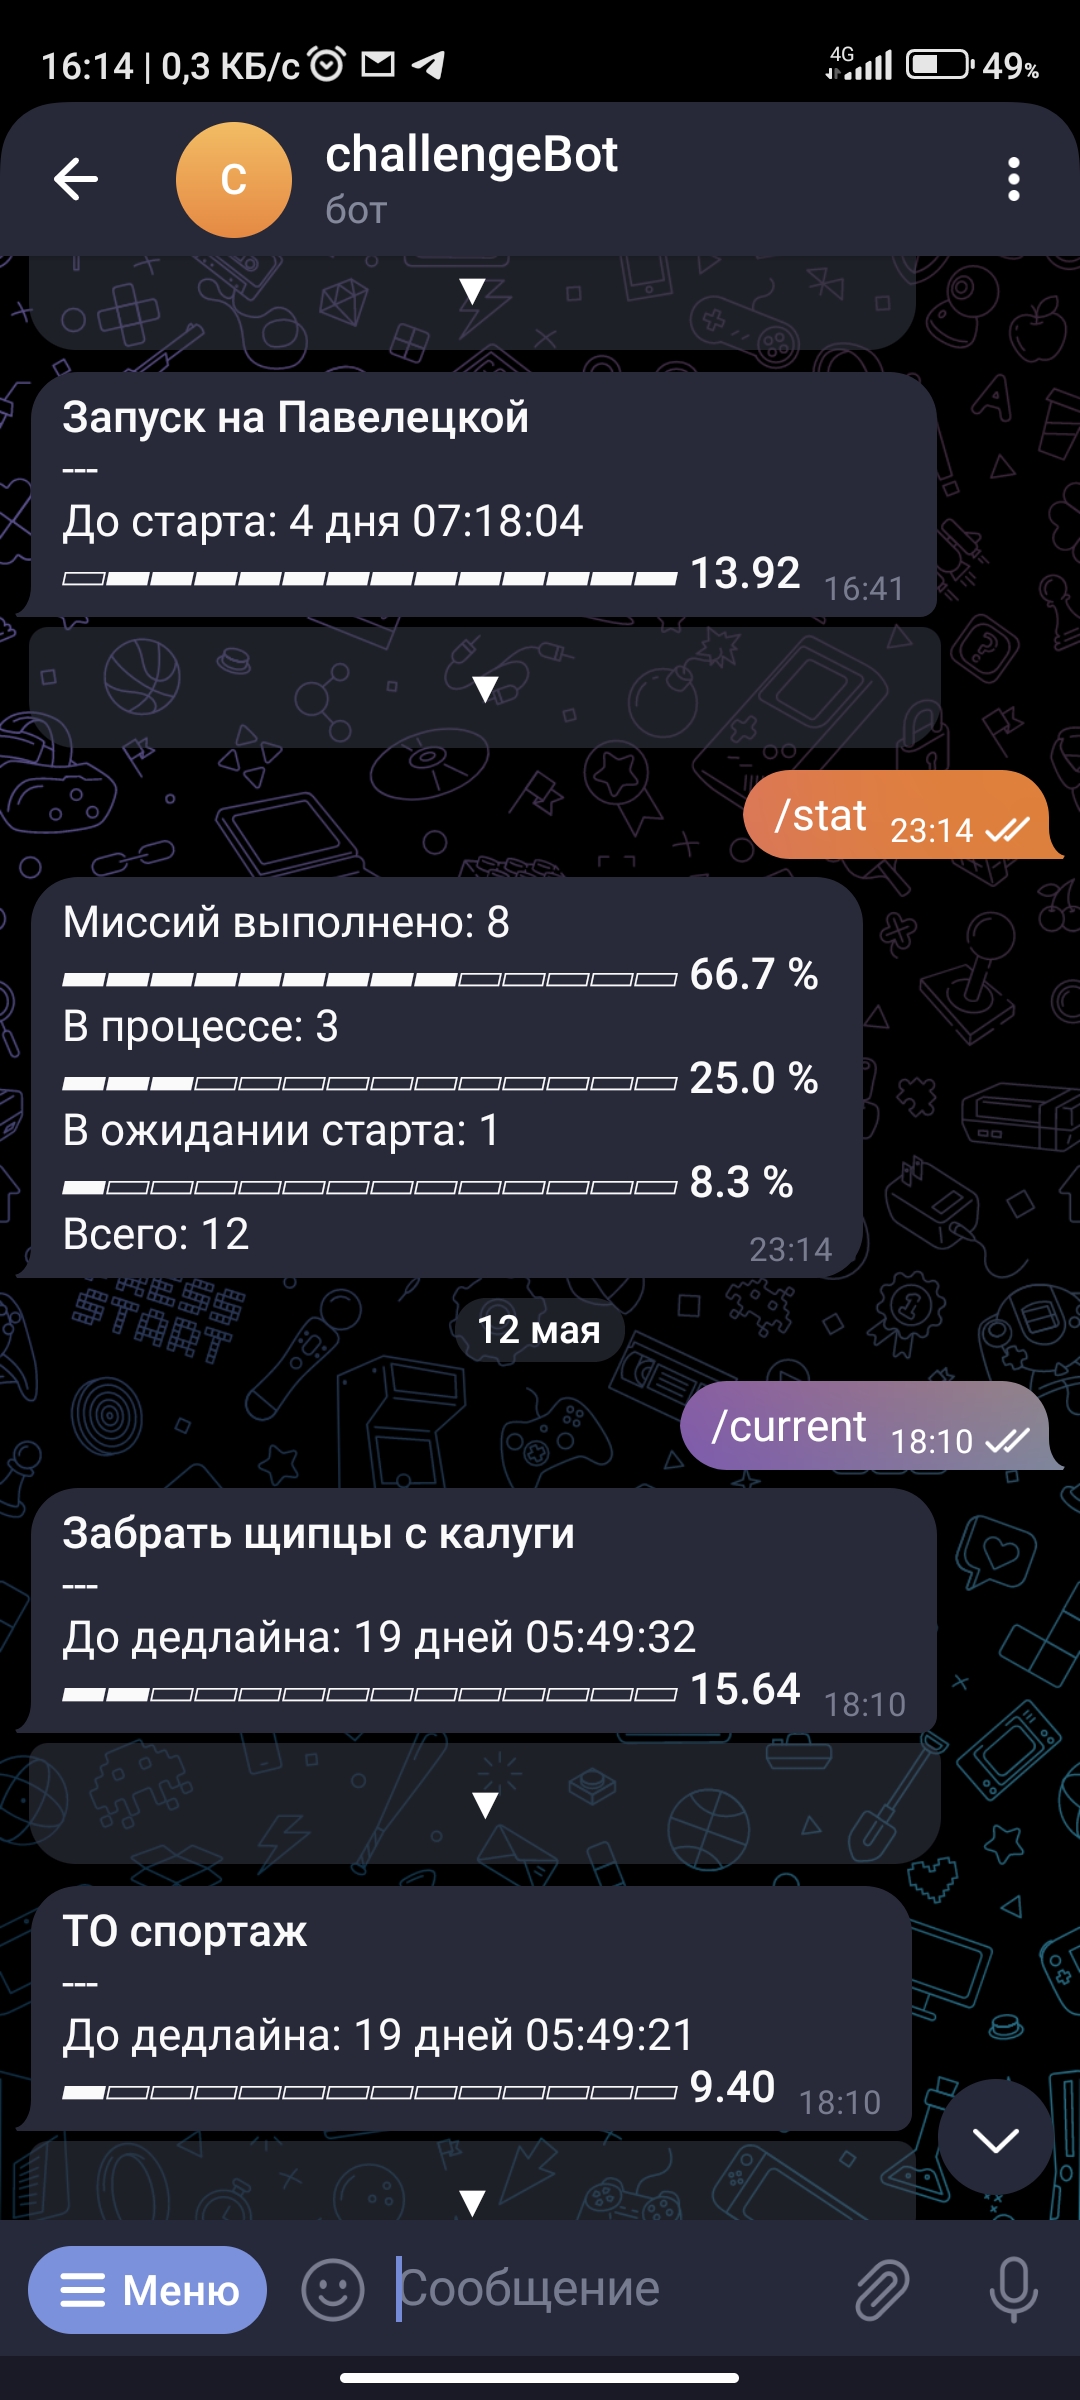 16:14 | 0,3 КБ/с 4G 49%
C
challengeBot
бот
Запуск на Павелецкой
---
До старта: 4 дня 07:18:04
13.92 16:41
/stat 23:14
Миссий выполнено: 8
66.7 %
В процессе: 3
25.0 %
В ожидании старта: 1
8.3 %
Всего: 12
23:14
12 мая
/current 18:10
Забрать щипцы с калуги
---
До дедлайна: 19 дней 05:49:32
15.64 18:10
ТО спортаж
---
До дедлайна: 19 дней 05:49:21
9.40 18:10
Меню Сообщение